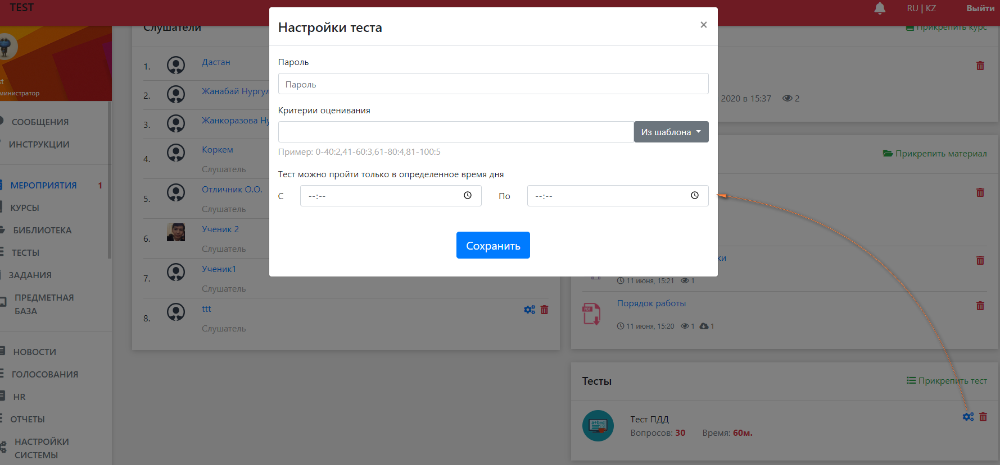 TEST
RU | KZ
Выйти
st
министратор
СООБЩЕНИЯ
ИНСТРУКЦИИ
МЕРОПРИЯТИЯ 1
КУРСЫ
БИБЛИОТЕКА
ТЕСТЫ
ЗАДАНИЯ
ПРЕДМЕТНАЯ
БАЗА
НОВОСТИ
ГОЛОСОВАНИЯ
HR
ОТЧЕТЫ
НАСТРОЙКИ
СИСТЕМЫ
Слушатели
1. Дастан
2. Жанабай Нургул
3. Жанкоразова Ну
4. Коркем
Слушатель
5. Отличник О.О.
Слушатель
6. Ученик 2
Слушатель
7. Ученик1
Слушатель
8. ttt
Слушатель
Настройки теста
×
Пароль
Пароль
Критерии оценивания
Из шаблона
Пример: 0-40:2,41-60:3,61-80:4,81-100:5
Тест можно пройти только в определенное время дня
С --:-- По --:--
Сохранить
Прикрепить курс
2020 в 15:37 2
Прикрепить материал
ки
11 июня, 15:21 1
PDF
Порядок работы
11 июня, 15:20 1 1
Тесты
Прикрепить тест
a+b=c
Тест ПДД
Вопросов: 30 Время: 60м.